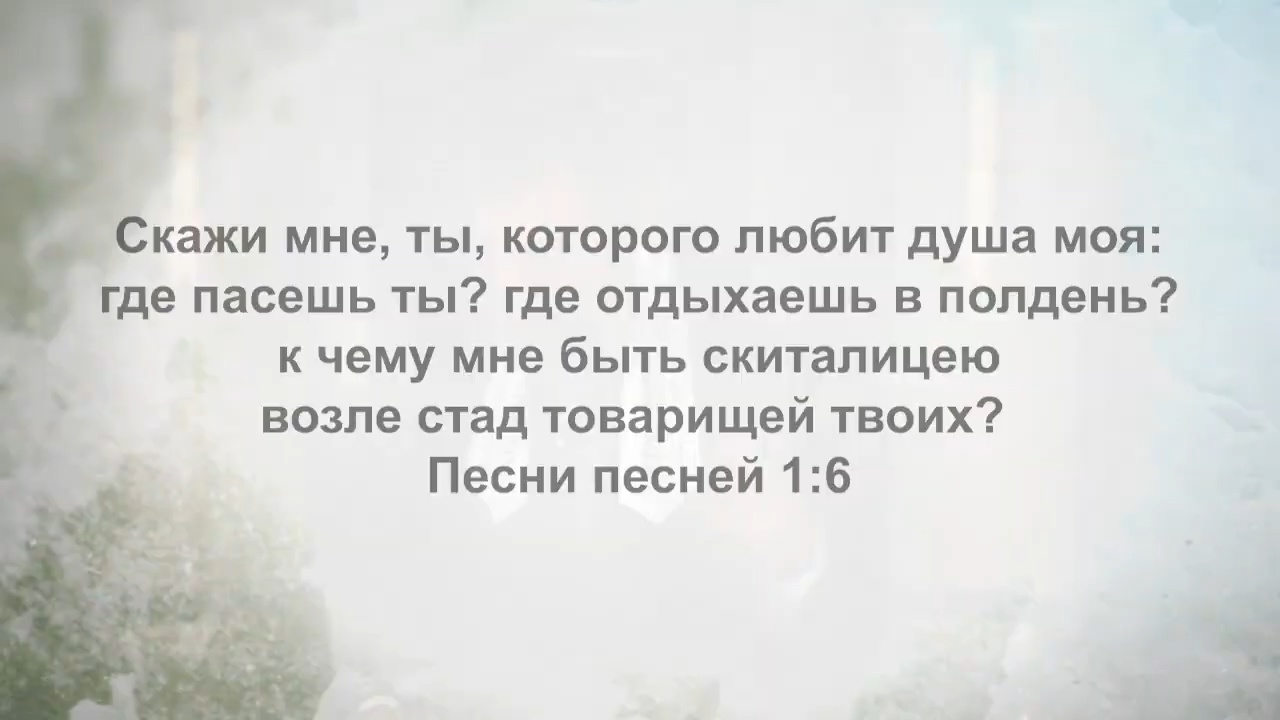 Скажи мне, ты, которого любит душа моя:
где пасешь ты? где отдыхаешь в полдень?
к чему мне быть скиталицею
возле стад товарищей твоих?
Песни песней 1:6